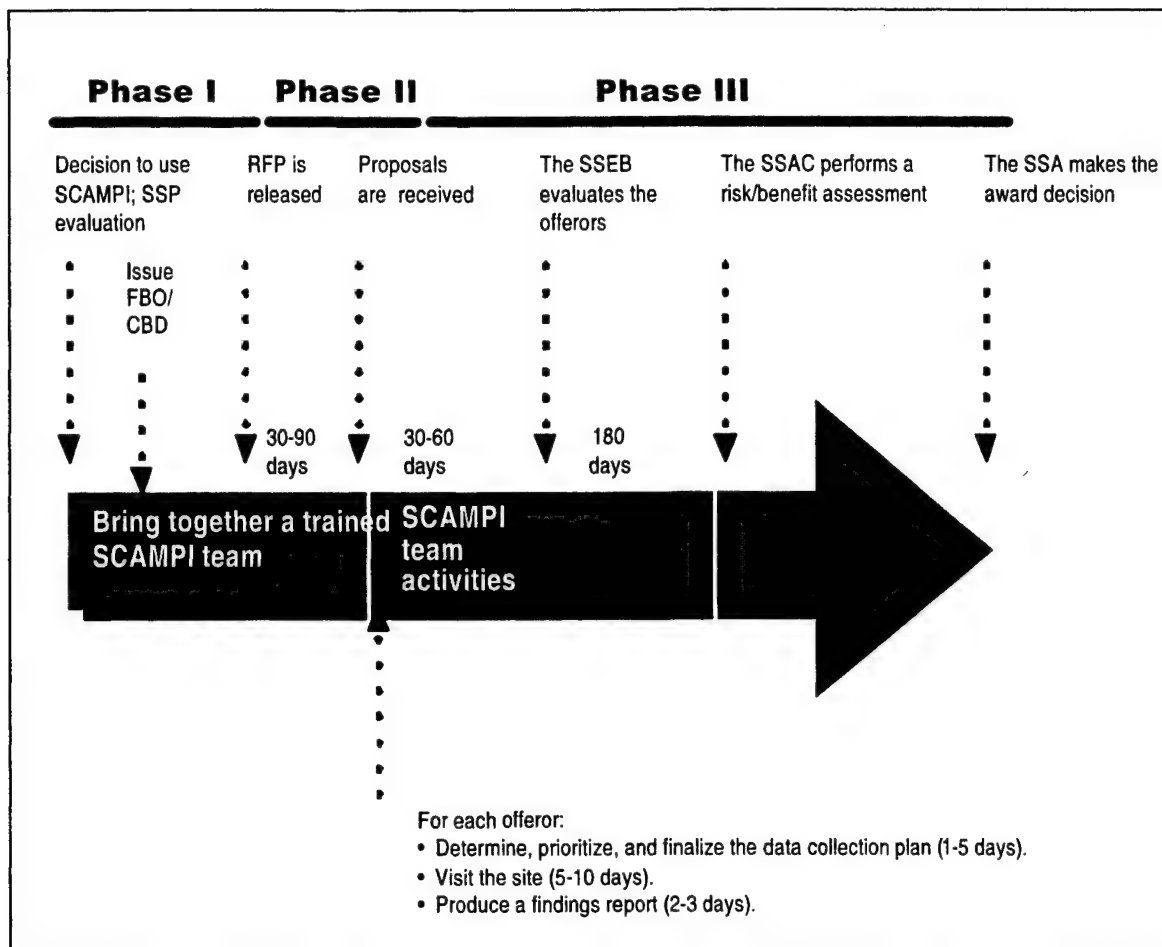 Phase I Phase II Phase III
Decision to use
SCAMPI; SSP
evaluation
RFP is
released
Proposals
are received
The SSEB
evaluates the
offerors
The SSAC performs a
risk/benefit assessment
The SSA makes the
award decision
Issue
FBO/
CBD
30-90
days
30-60
days
180
days
Bring together a trained
SCAMPI team
SCAMPI
team
activities
For each offeror:
• Determine, prioritize, and finalize the data collection plan (1-5 days).
• Visit the site (5-10 days).
• Produce a findings report (2-3 days).